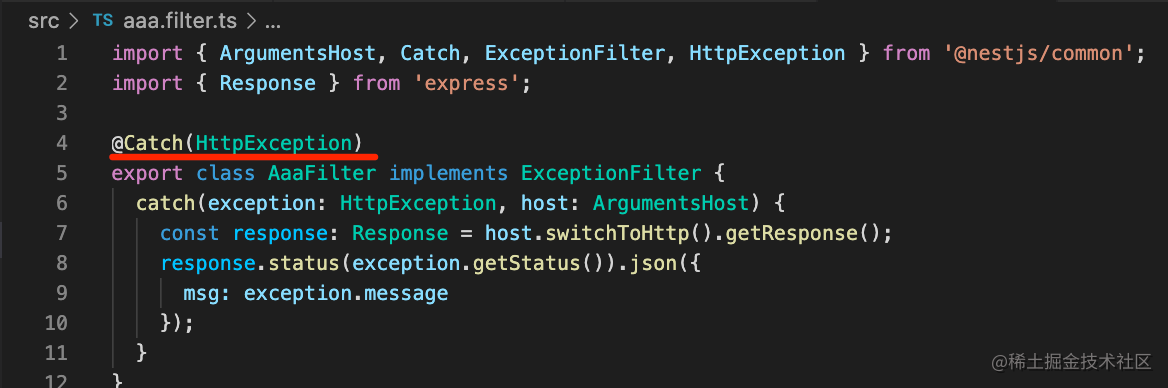 src > TS aaa.filter.ts > ...
1 import { ArgumentsHost, Catch, ExceptionFilter, HttpException } from '@nestjs/common';
2 import { Response } from 'express';
3
4 @Catch(HttpException)
5 export class AaaFilter implements ExceptionFilter {
6 catch(exception: HttpException, host: ArgumentsHost) {
7 const response: Response = host.switchToHttp().getResponse();
8 response.status(exception.getStatus()).json({
9 msg: exception.message
10 });
11 }
12 }
@稀土掘金技术社区